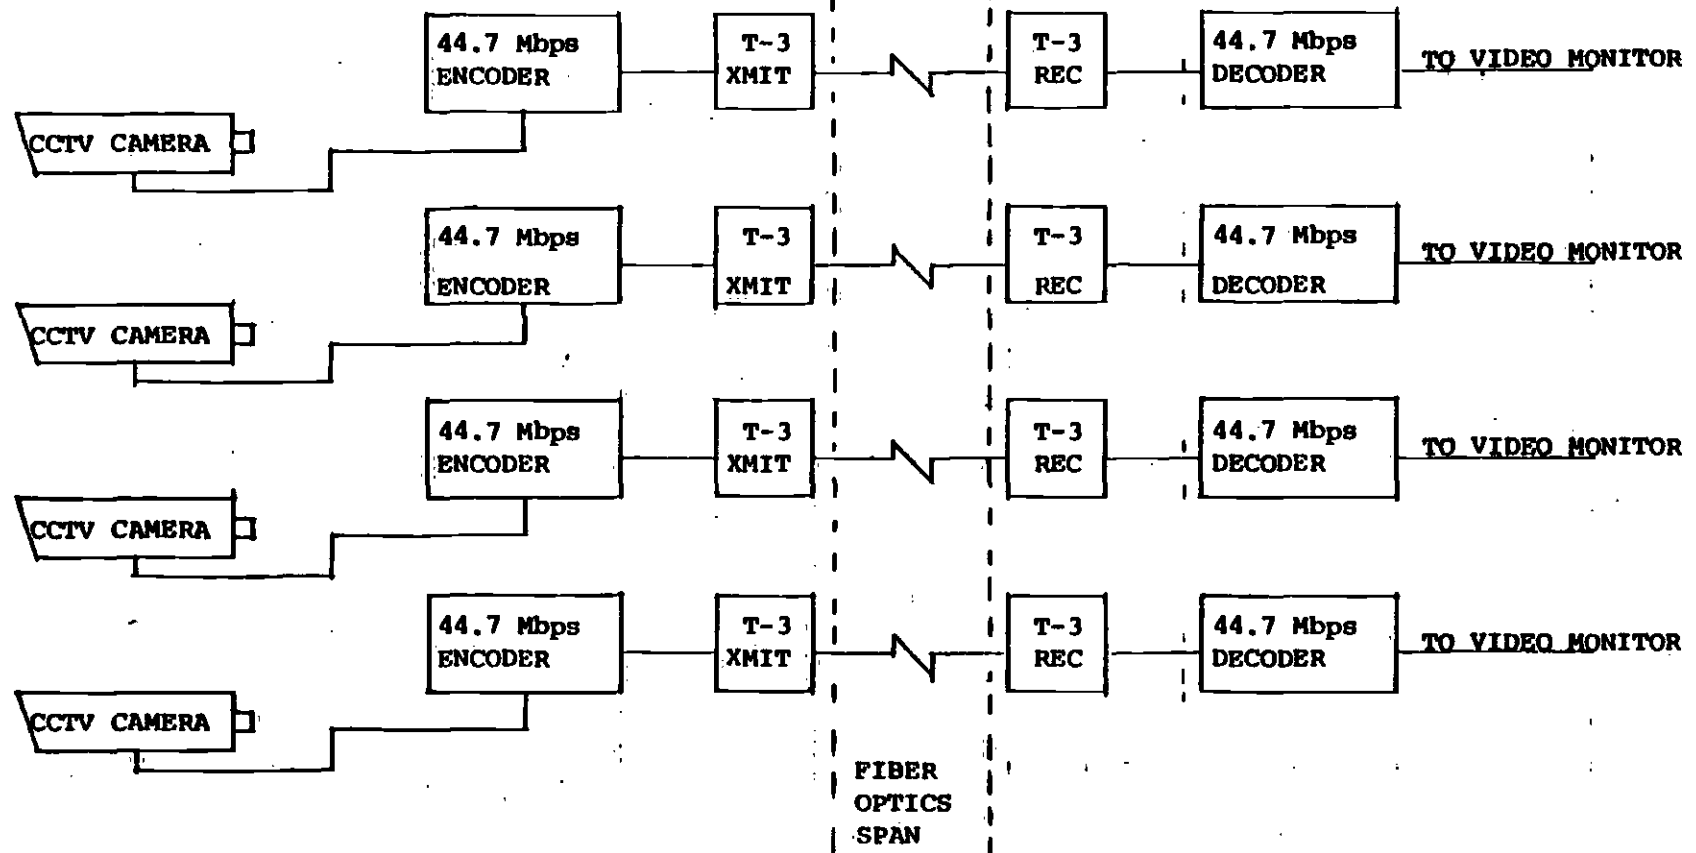 44.7 Mbps
ENCODER
T-3
XMIT
T-3
REC
44.7 Mbps
DECODER
TO VIDEO MONITOR
CCTV CAMERA
44.7 Mbps
ENCODER
T-3
XMIT
T-3
REC
44.7 Mbps
DECODER
TO VIDEO MONITOR
CCTV CAMERA
44.7 Mbps
ENCODER
T-3
XMIT
T-3
REC
44.7 Mbps
DECODER
TO VIDEO MONITOR
CCTV CAMERA
44.7 Mbps
ENCODER
T-3
XMIT
T-3
REC
44.7 Mbps
DECODER
TO VIDEO MONITOR
CCTV CAMERA
FIBER
OPTICS
SPAN